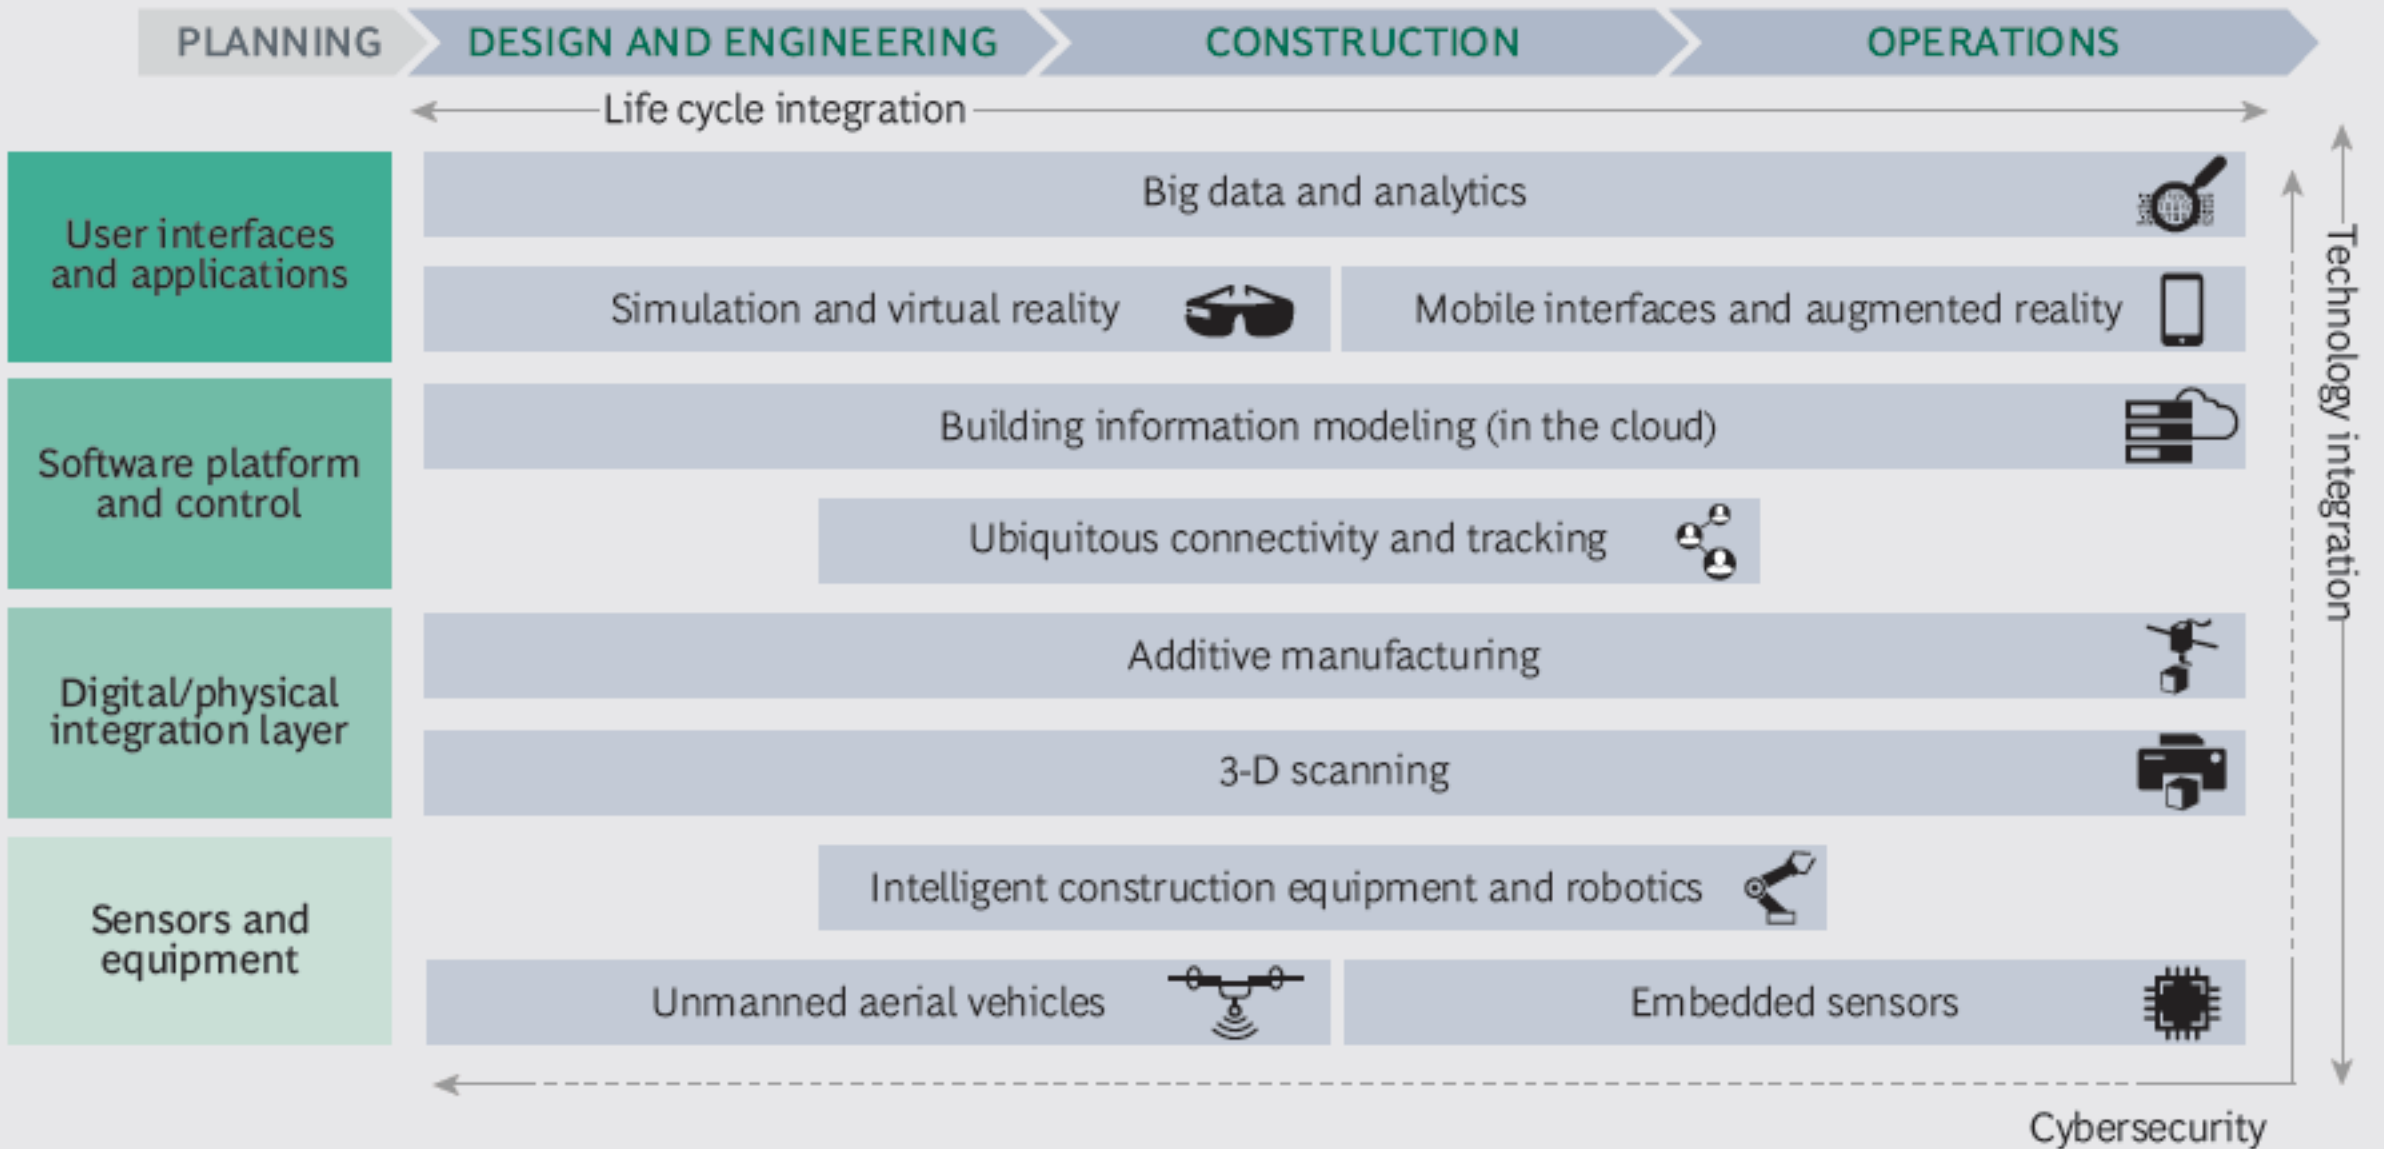 PLANNING
DESIGN AND ENGINEERING
CONSTRUCTION
OPERATIONS
Life cycle integration
User interfaces
and applications
Big data and analytics
Simulation and virtual reality
Mobile interfaces and augmented reality
Software platform
and control
Building information modeling (in the cloud)
Ubiquitous connectivity and tracking
Digital/physical
integration layer
Additive manufacturing
3-D scanning
Sensors and
equipment
Intelligent construction equipment and robotics
Unmanned aerial vehicles
Embedded sensors
Technology integration
Cybersecurity